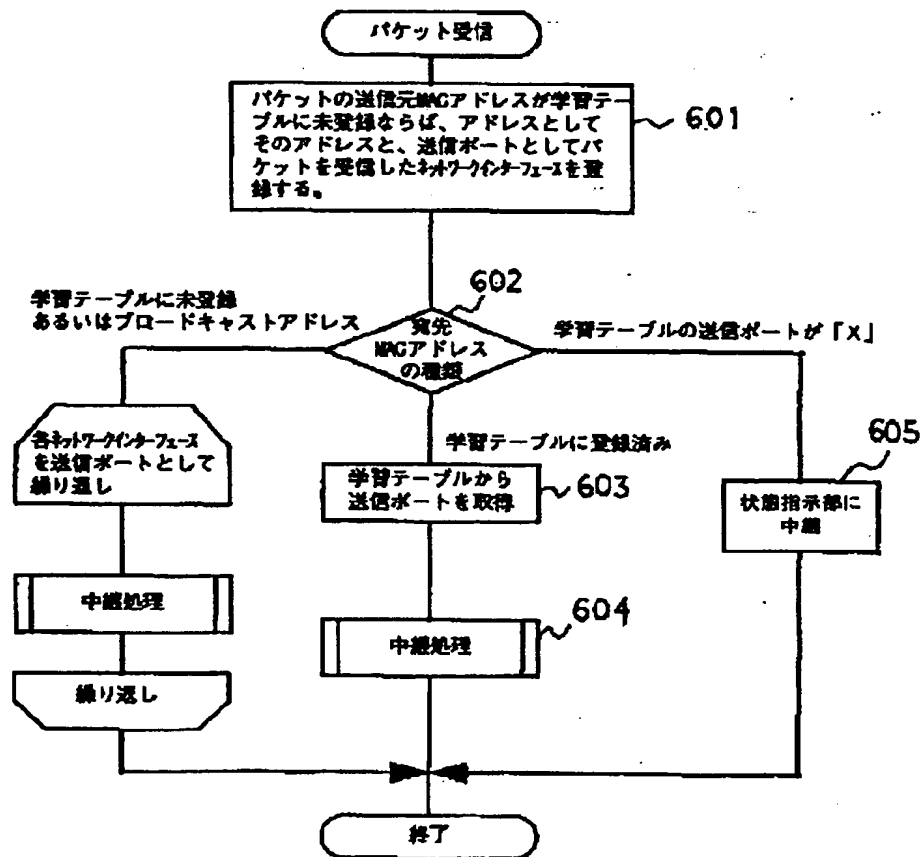 パケット受信
パケットの送信元MACアドレスが学習テー
ブルに未登録ならば、アドレスとして
そのアドレスと、送信ポートとしてパ
ケットを受信したネットワークインターフェースを登
録する。
601
602
学習テーブルに未登録
あるいはブロードキャストアドレス
宛先
MACアドレス
の種類
学習テーブルの送信ポートが「X」
各ネットワークインターフェース
を送信ポートとして
繰り返し
学習テーブルに登録済み
学習テーブルから
送信ポートを取得
603
605
状態指示部に
中継
中継処理
中継処理
604
繰り返し
終了